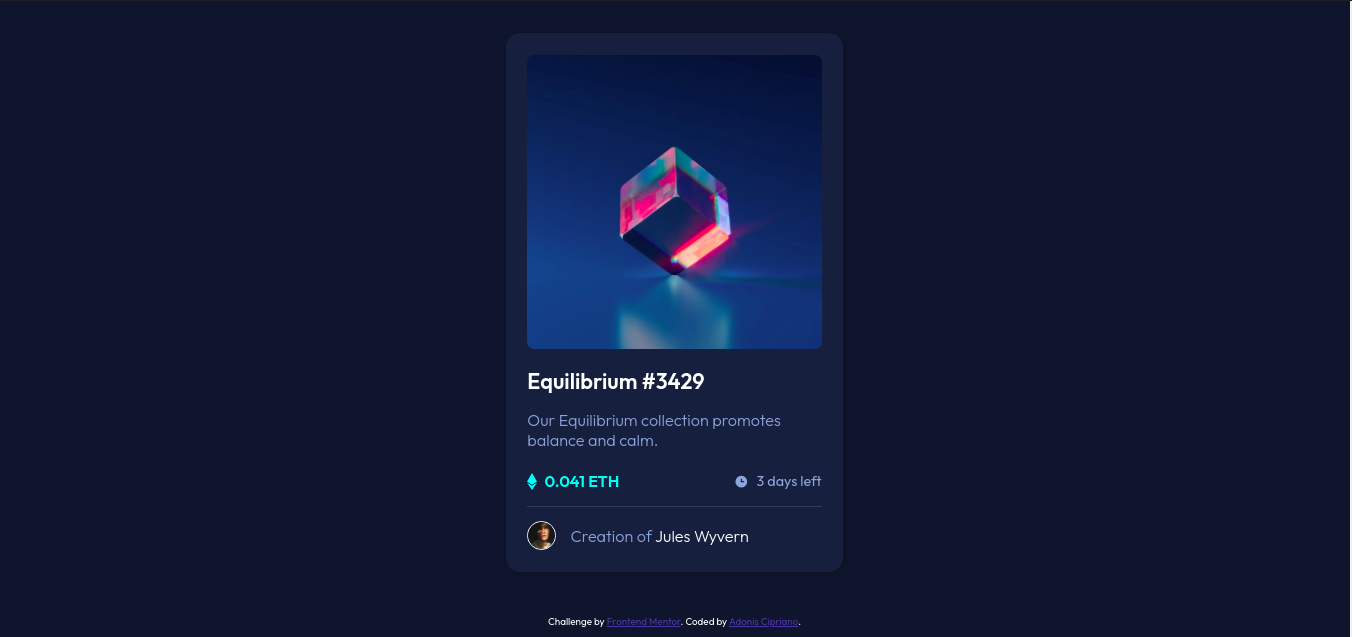 Equilibrium #3429
Our Equilibrium collection promotes
balance and calm.
0.041 ETH
3 days left
Creation of Jules Wyvern
Challenge by Frontend Mentor. Coded by Adonis Cipriano.